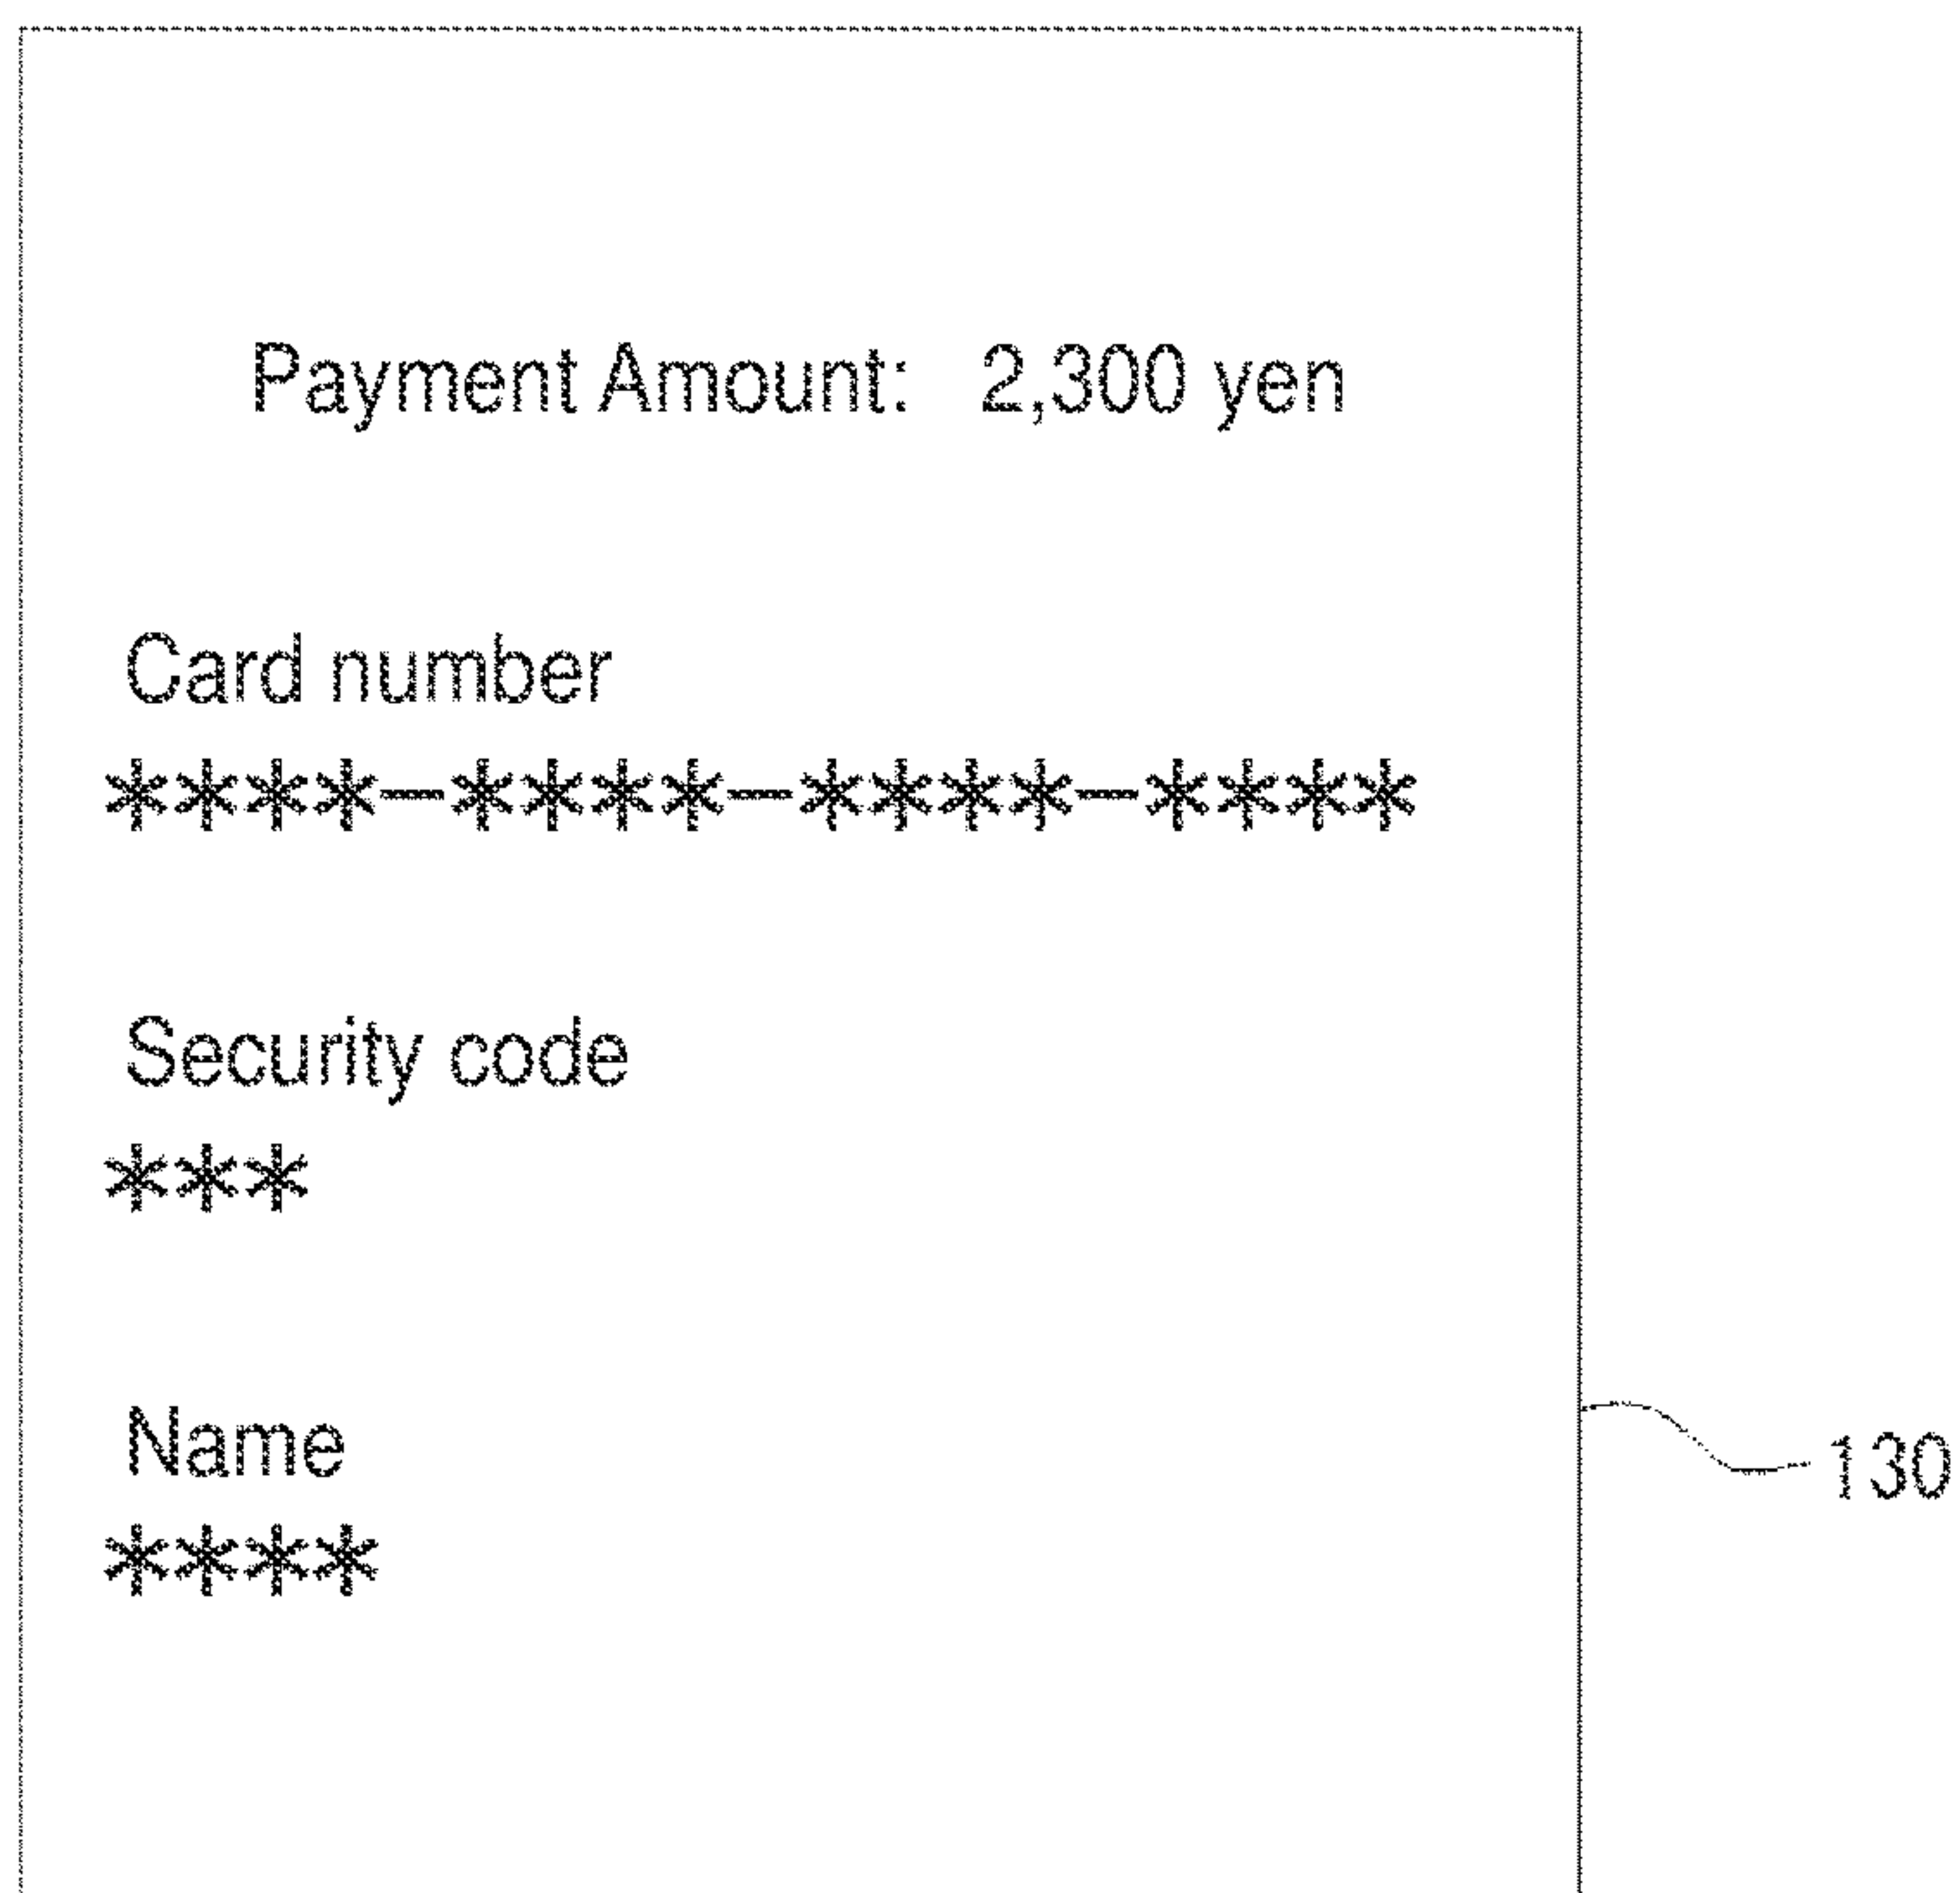 Payment Amount: 2,300 yen
Card number
****-****-****-****
Security code
***
Name
****
130